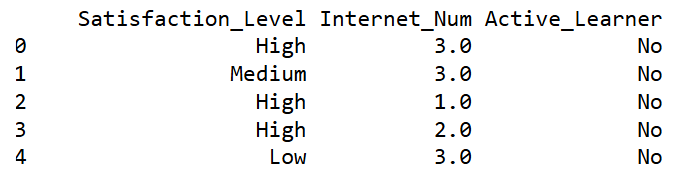 Satisfaction_Level Internet_Num Active_Learner
0 High 3.0 No
1 Medium 3.0 No
2 High 1.0 No
3 High 2.0 No
4 Low 3.0 No